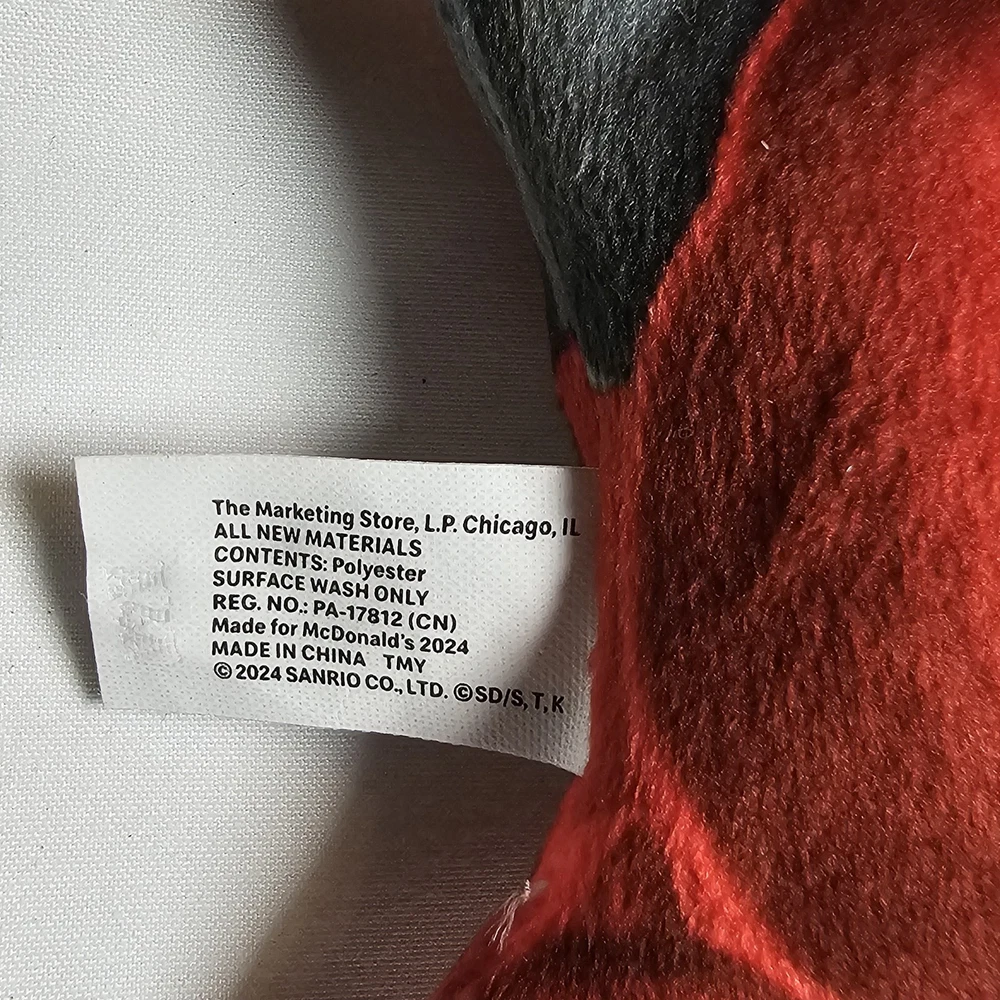 The Marketing Store, L.P. Chicago, IL
ALL NEW MATERIALS
CONTENTS: Polyester
SURFACE WASH ONLY
REG. NO.: PA-17812 (CN)
Made for McDonald's 2024
MADE IN CHINA TMY
© 2024 SANRIO CO., LTD. © SD/S, T, K